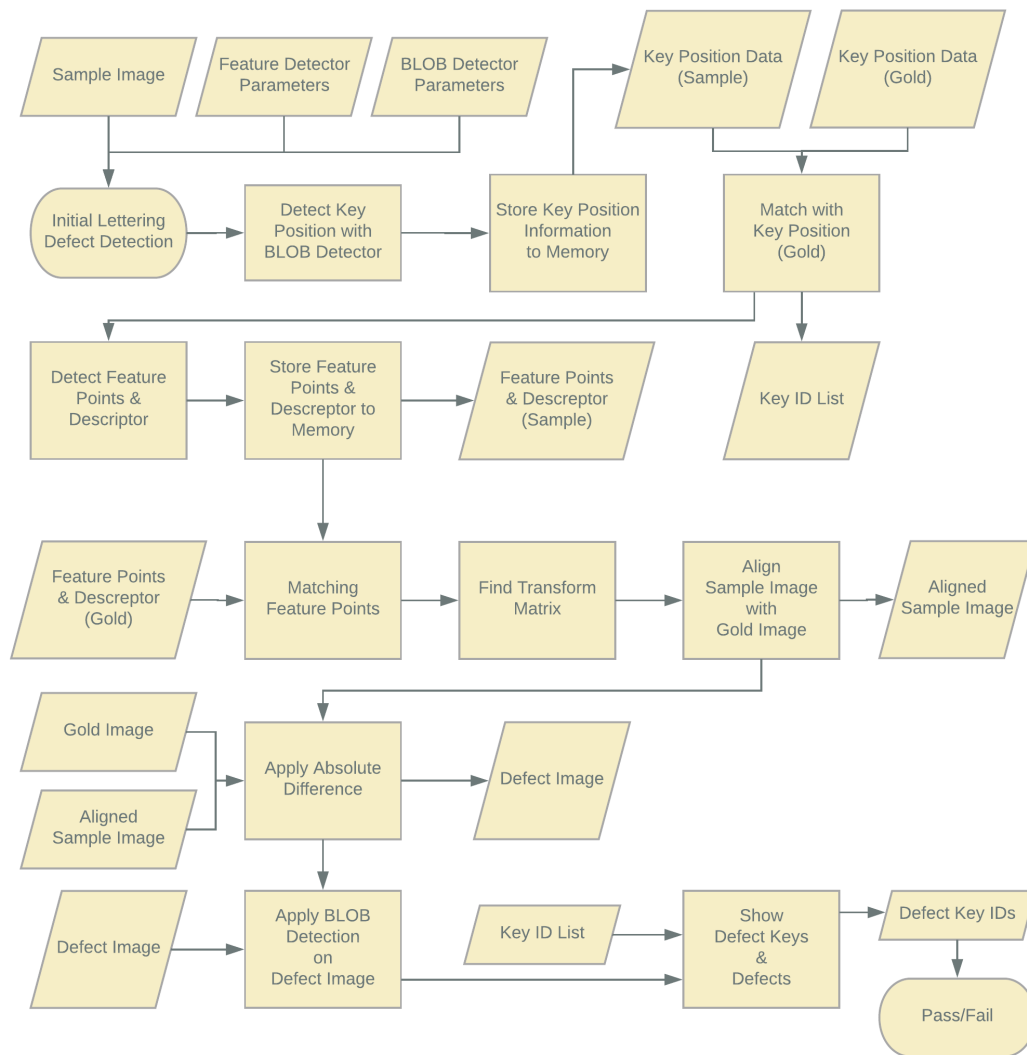 Sample Image
Feature Detector
Parameters
BLOB Detector
Parameters
Key Position Data
(Sample)
Key Position Data
(Gold)
Initial Lettering
Defect Detection
Detect Key
Position with
BLOB Detector
Store Key Position
Information
to Memory
Match with
Key Position
(Gold)
Detect Feature
Points &
Descriptor
Store Feature
Points &
Descreptor to
Memory
Feature Points
& Descreptor
(Sample)
Key ID List
Feature Points
& Descreptor
(Gold)
Matching
Feature Points
Find Transform
Matrix
Align
Sample Image
with
Gold Image
Aligned
Sample Image
Gold Image
Aligned
Sample Image
Apply Absolute
Difference
Defect Image
Defect Image
Apply BLOB
Detection
on
Defect Image
Key ID List
Show
Defect Keys
&
Defects
Defect Key IDs
Pass/Fail